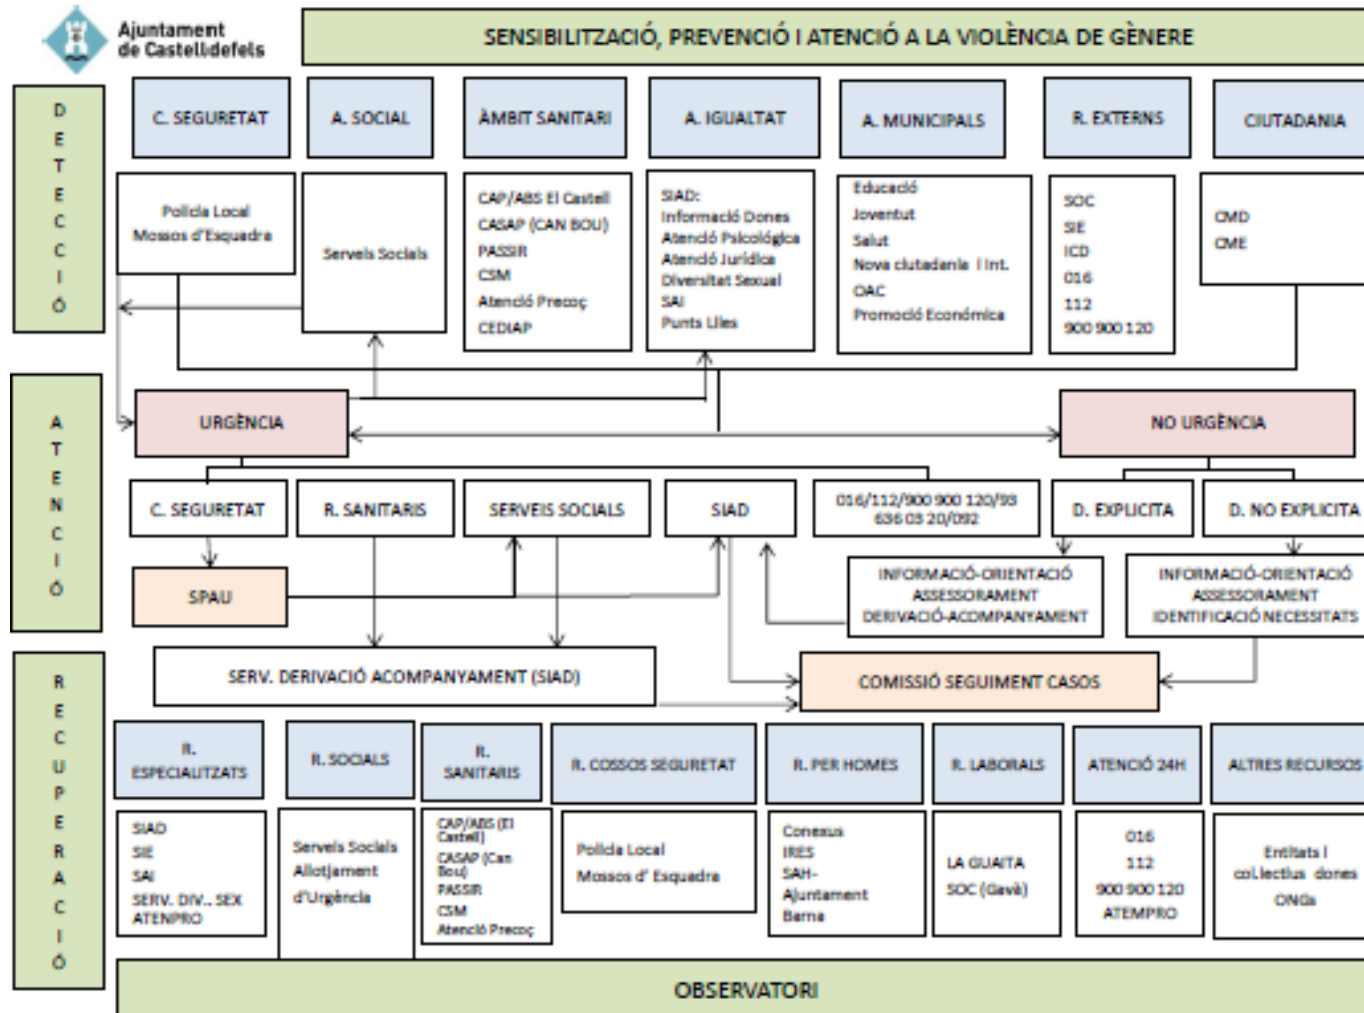 Ajuntament
de Castelldefels
SENSIBILITZACIÓ, PREVENCIÓ I ATENCIÓ A LA VIOLÈNCIA DE GÈNERE
DETECCIÓ
C. SEGURETAT
A. SOCIAL
ÀMBIT SANITARI
A. IGUALTAT
A. MUNICIPALS
R. EXTERNS
CIUTADANIA
Policia Local
Mossos d'Esquadra
Serveis Socials
CAP/ABS El Castell
CASAP (CAN BOU)
PASSIR
CSM
Atenció Precoç
CEDIAP
SIAD:
Informació Dones
Atenció Psicológica
Atenció Jurídica
Diversitat Sexual
SAI
Punts Liles
Educació
Joventut
Salut
Nova ciutadania i Int.
OAC
Promoció Económica
SOC
SIE
ICD
016
112
900 900 120
CMD
CME
ATENCIÓ
URGÈNCIA
NO URGÈNCIA
C. SEGURETAT
R. SANITARIS
SERVEIS SOCIALS
SIAD
016/112/900 900 120/93
636 03 20/092
D. EXPLICITA
D. NO EXPLICITA
SPAU
INFORMACIÓ-ORIENTACIÓ
ASSESSORAMENT
DERIVACIÓ-ACOMPANYAMENT
INFORMACIÓ-ORIENTACIÓ
ASSESSORAMENT
IDENTIFICACIÓ NECESSITATS
SERV. DERIVACIÓ ACOMPANYAMENT (SIAD)
COMISSIÓ SEGUIMENT CASOS
RECUPERACIÓ
R.
ESPECIALITZATS
R. SOCIALS
R.
SANITARIS
R. COSSOS SEGURETAT
R. PER HOMES
R. LABORALS
ATENCIÓ 24H
ALTRES RECURSOS
SIAD
SIE
SAI
SERV. DIV.. SEX
ATENPRO
Serveis Socials
Allotjament
d'Urgència
CAP/ABS (El
Castell)
CASAP (Can
Bou)
PASSIR
CSM
Atenció Precoç
Policia Local
Mossos d' Esquadra
Conexus
IRES
SAH-
Ajuntament
Barna
LA GUAITA
SOC (Gavà)
016
112
900 900 120
ATEMPRO
Entitats i
col.lectius dones
ONGs
OBSERVATORI